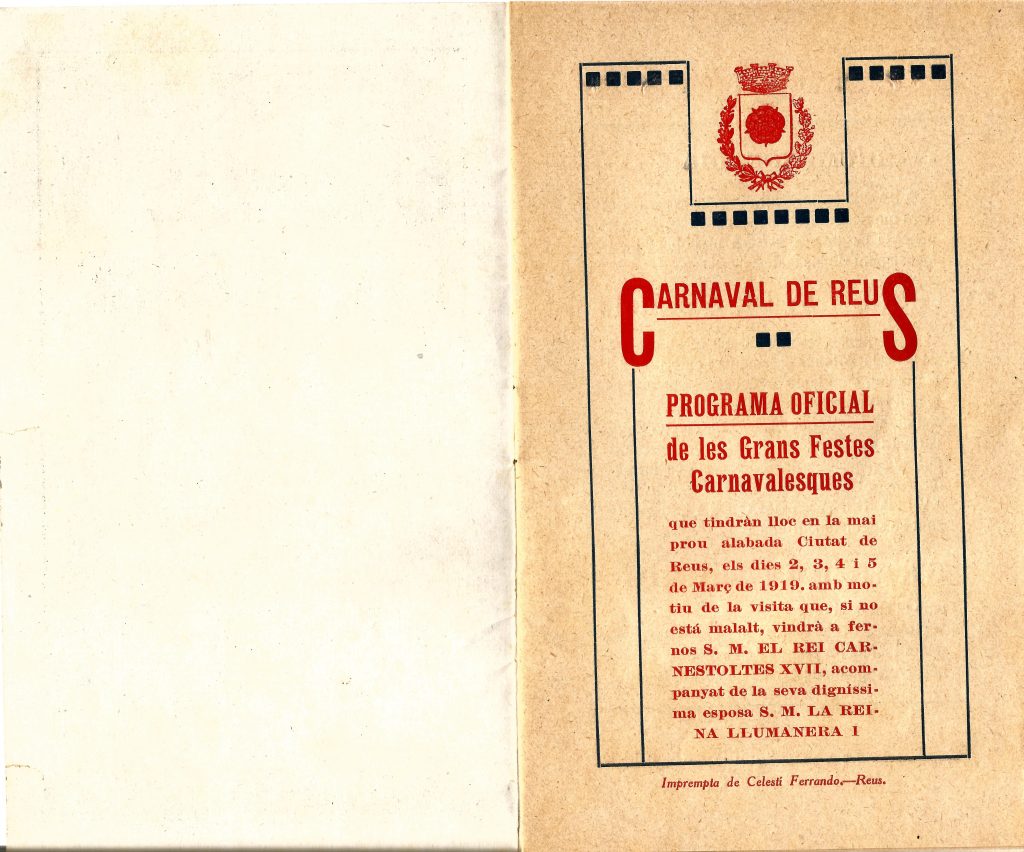 CARNAVAL DE REUS
PROGRAMA OFICIAL
de les Grans Festes
Carnavalesques
que tindràn lloc en la mai
prou alabada Ciutat de
Reus, els dies 2, 3, 4 i 5
de Març de 1919. amb mo-
tiu de la visita que, si no
está malalt, vindrà a fer-
nos S. M. EL REI CAR-
NESTOLTES XVII, acom-
panyat de la seva digníssi-
ma esposa S. M. LA REI-
NA LLUMANERA I
Imprempta de Celestí Ferrando.—Reus.